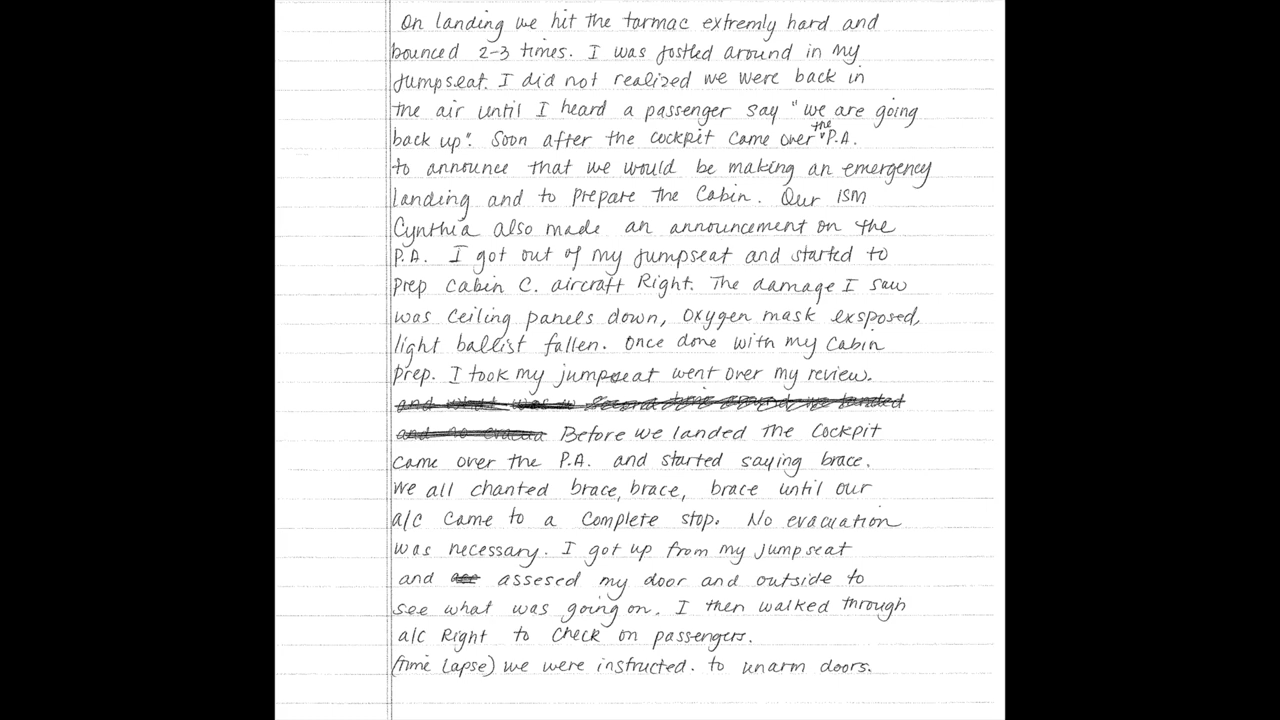 On landing we hit the tarmac extremly hard and
bounced 2-3 times. I was jostled around in my
jumpseat. I did not realized we were back in
the air until I heard a passenger say "we are going
back up". Soon after the cockpit came over the P.A.
to announce that we would be making an emergency
landing and to prepare the cabin. Our ISM
Cynthia also made an announcement on the
P.A. I got out of my jumpseat and started to
prep cabin C. aircraft Right. The damage I saw
was ceiling panels down, oxygen mask exsposed,
light ballist fallen. Once done with my cabin
prep. I took my jumpseat went over my review.
and what was
and no Before we landed the cockpit
came over the P.A. and started saying brace.
We all chanted brace, brace, brace until our
a/c came to a complete stop. No evacuation
was necessary. I got up from my jumpseat
and assesed my door and outside to
see what was going on. I then walked through
a/c Right to check on passengers.
(time lapse) we were instructed. to unarm doors.